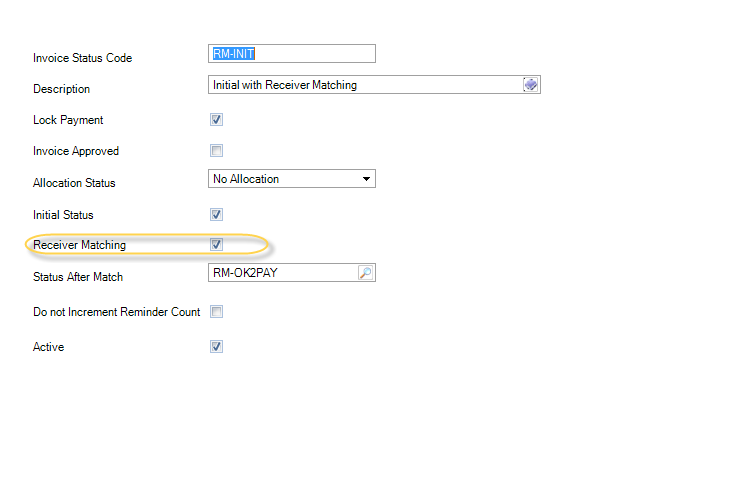 Invoice Status Code RM-INIT
Description Initial with Receiver Matching
Lock Payment
Invoice Approved
Allocation Status No Allocation
Initial Status
Receiver Matching
Status After Match RM-OK2PAY
Do not Increment Reminder Count
Active